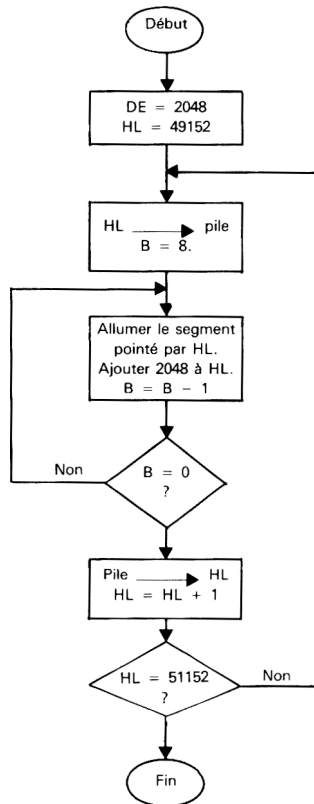 Début
DE = 2048
HL = 49152
HL → pile
B = 8.
Allumer le segment
pointé par HL.
Ajouter 2048 à HL.
B = B - 1
Non
B = 0
?
Pile → HL
HL = HL + 1
HL = 51152
?
Non
Fin